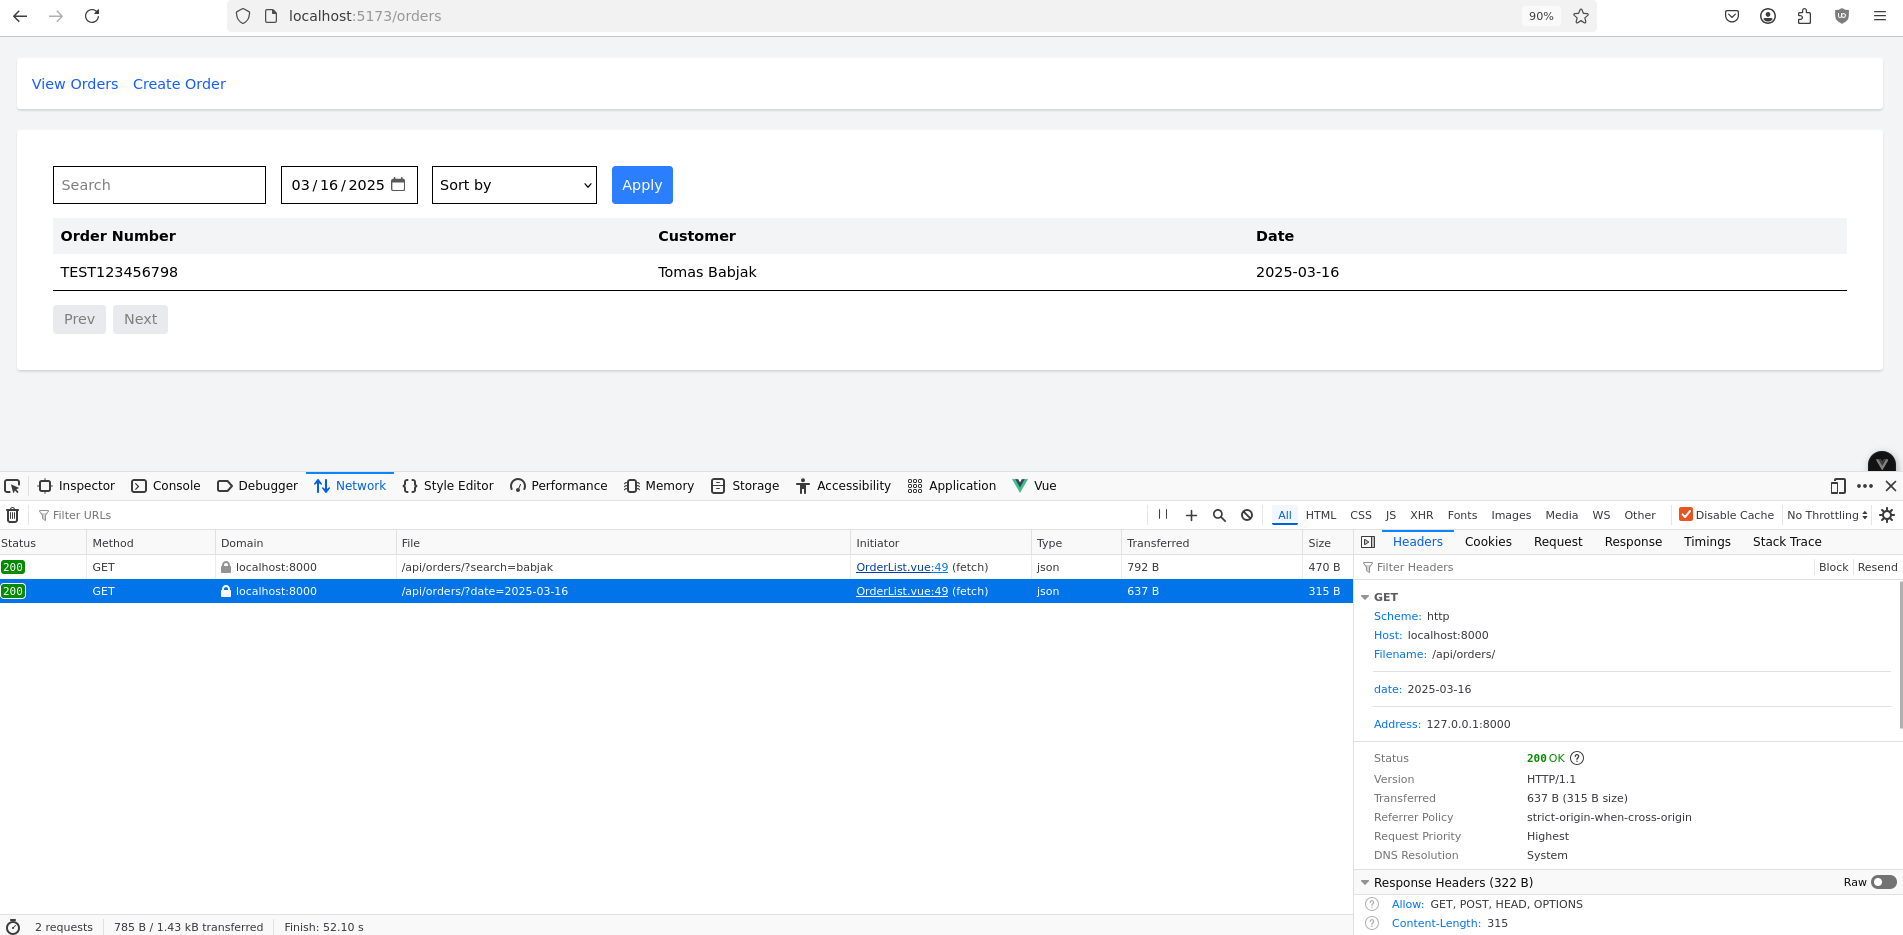 localhost:5173/orders
90%
View Orders Create Order
Search 03/16/2025 Sort by Apply
Order Number Customer Date
TEST123456798 Tomas Babjak 2025-03-16
Prev Next
Inspector Console Debugger Network Style Editor Performance Memory Storage Accessibility Application Vue
Filter URLs All HTML CSS JS XHR Fonts Images Media WS Other Disable Cache No Throttling
Status Method Domain File Initiator Type Transferred Size
200 GET localhost:8000 /api/orders/?search=babjak OrderList.vue:49 (fetch) json 792 B 470 B
200 GET localhost:8000 /api/orders/?date=2025-03-16 OrderList.vue:49 (fetch) json 637 B 315 B
2 requests 785 B / 1.43 kB transferred Finish: 52.10 s
Headers Cookies Request Response Timings Stack Trace
Filter Headers Block Resend
GET
Scheme: http
Host: localhost:8000
Filename: /api/orders/
date: 2025-03-16
Address: 127.0.0.1:8000
Status 200 OK ?
Version HTTP/1.1
Transferred 637 B (315 B size)
Referrer Policy strict-origin-when-cross-origin
Request Priority Highest
DNS Resolution System
Response Headers (322 B) Raw
? Allow: GET, POST, HEAD, OPTIONS
? Content-Length: 315